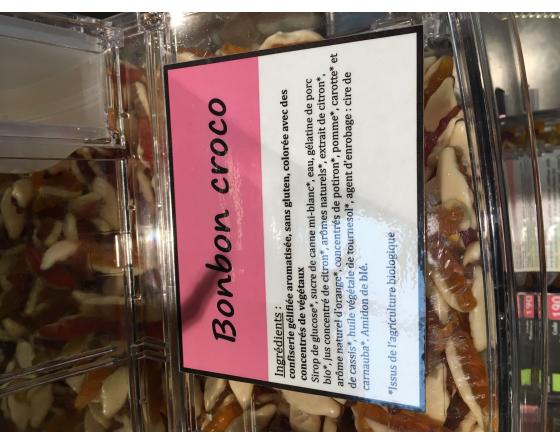 Bonbon croco
Ingrédients :
confiserie gélifiée aromatisée, sans gluten, colorée avec des
concentrés de végétaux
Sirop de glucose*, sucre de canne mi-blanc*, eau, gélatine de porc
bio*, jus concentré de citron*, arômes naturels*, extrait de citron*,
arôme naturel d'orange*, concentrés de potiron*, pomme*, carotte* et
de cassis*, huile végétale de tournesol*, agent d'enrobage : cire de
carnauba*. Amidon de blé.
*Issus de l'agriculture biologique